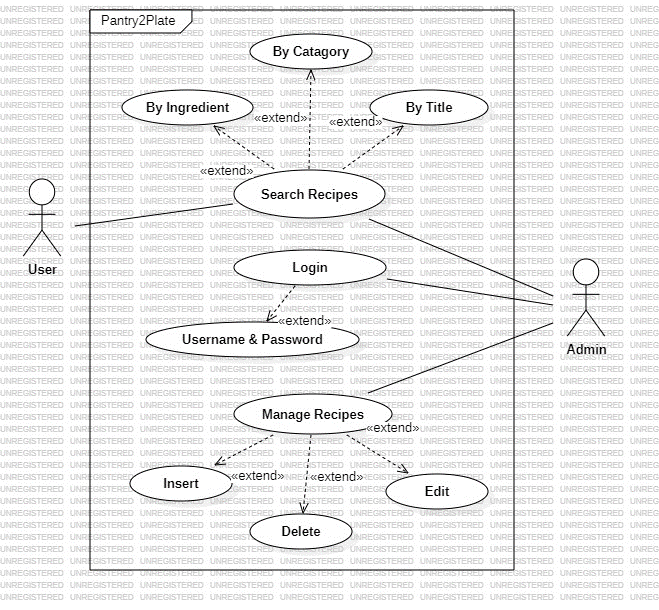 Pantry2Plate
By Catagory
By Ingredient
By Title
«extend»
«extend»
«extend»
Search Recipes
User
Login
Admin
«extend»
Username & Password
Manage Recipes
«extend»
Insert
«extend»
«extend»
Edit
Delete
UNREGISTERED